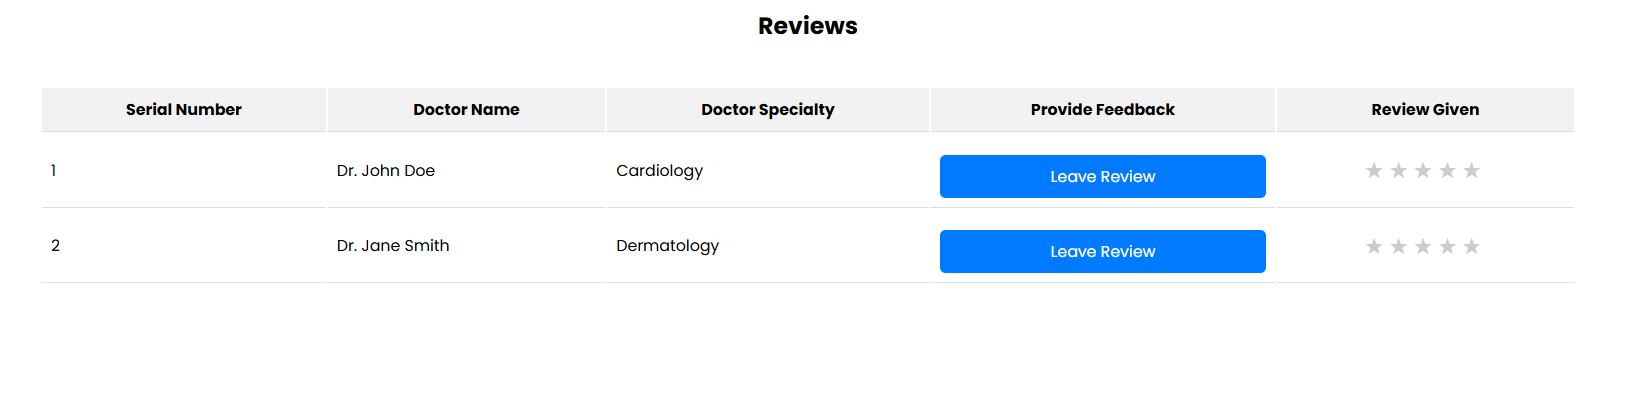 Reviews
Serial Number Doctor Name Doctor Specialty Provide Feedback Review Given
1 Dr. John Doe Cardiology Leave Review ★ ★ ★ ★ ★
2 Dr. Jane Smith Dermatology Leave Review ★ ★ ★ ★ ★